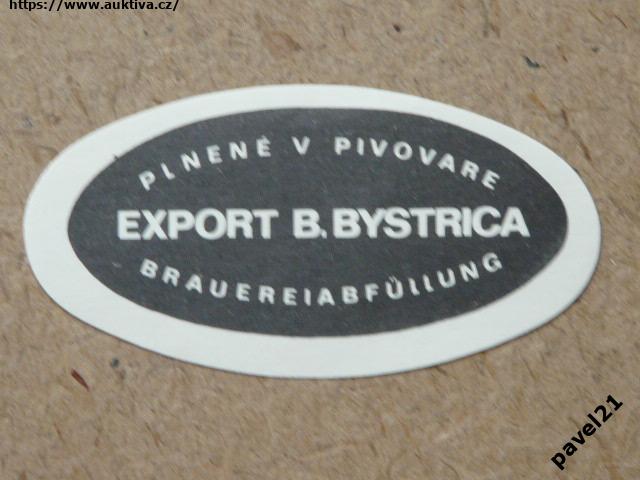 https://www.auktiva.cz/
PLNENÉ V PIVOVARE
EXPORT B. BYSTRICA
BRAUEREIABFÜLLUNG
pavel21